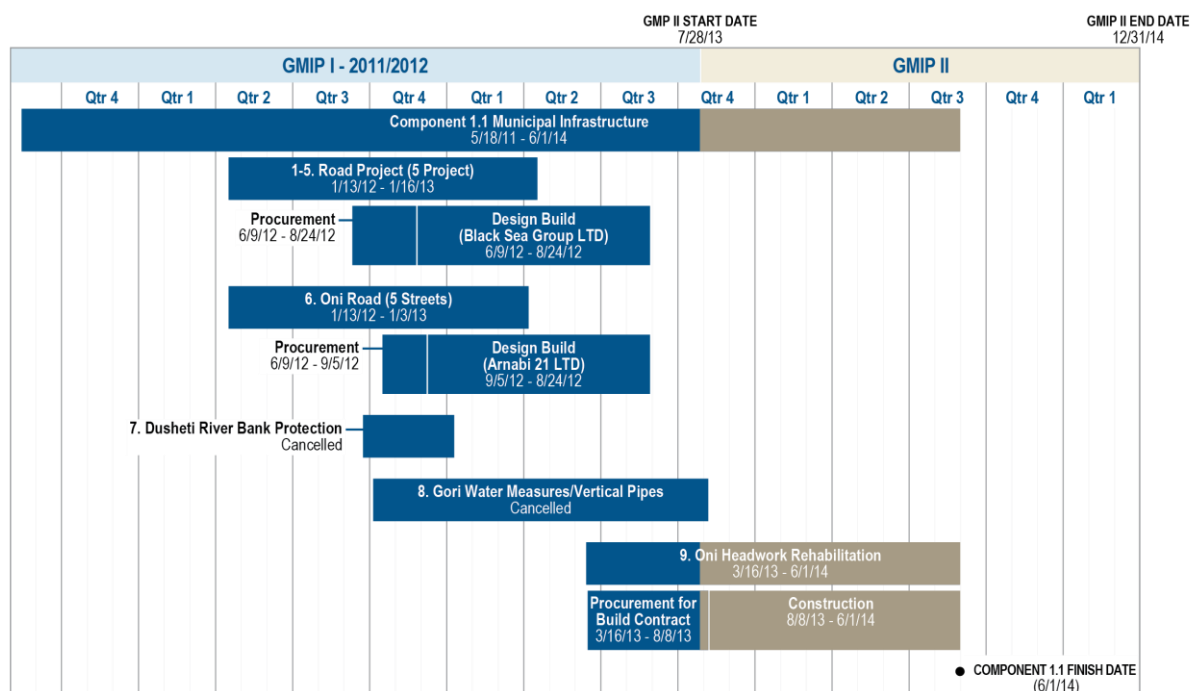 GMP II START DATE
7/28/13
GMIP II END DATE
12/31/14
GMIP I - 2011/2012
GMIP II
Qtr 4 Qtr 1 Qtr 2 Qtr 3 Qtr 4 Qtr 1 Qtr 2 Qtr 3 Qtr 4 Qtr 1 Qtr 2 Qtr 3 Qtr 4 Qtr 1
Component 1.1 Municipal Infrastructure
5/18/11 - 6/1/14
1-5. Road Project (5 Project)
1/13/12 - 1/16/13
Procurement
6/9/12 - 8/24/12
Design Build
(Black Sea Group LTD)
6/9/12 - 8/24/12
6. Oni Road (5 Streets)
1/13/12 - 1/3/13
Procurement
6/9/12 - 9/5/12
Design Build
(Arnabi 21 LTD)
9/5/12 - 8/24/12
7. Dusheti River Bank Protection
Cancelled
8. Gori Water Measures/Vertical Pipes
Cancelled
9. Oni Headwork Rehabilitation
3/16/13 - 6/1/14
Procurement for
Build Contract
3/16/13 - 8/8/13
Construction
8/8/13 - 6/1/14
COMPONENT 1.1 FINISH DATE
(6/1/14)